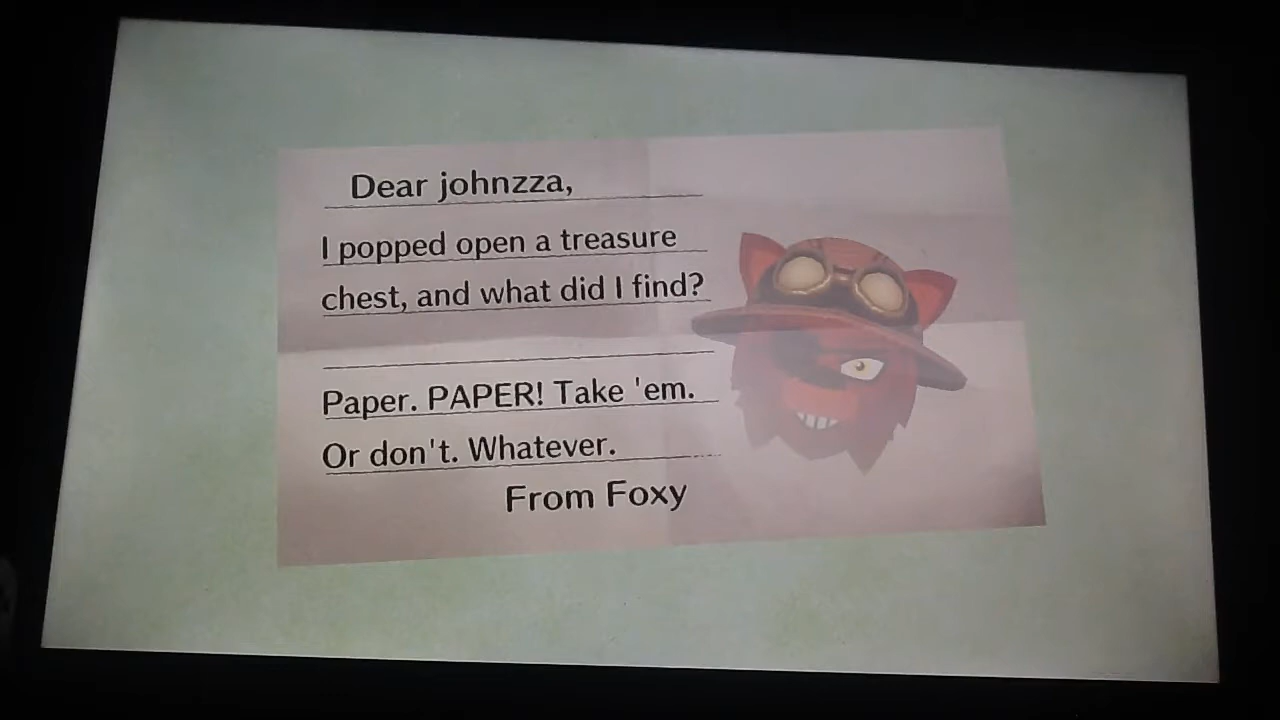 Dear johnzza,
I popped open a treasure
chest, and what did I find?
Paper. PAPER! Take 'em.
Or don't. Whatever.
From Foxy